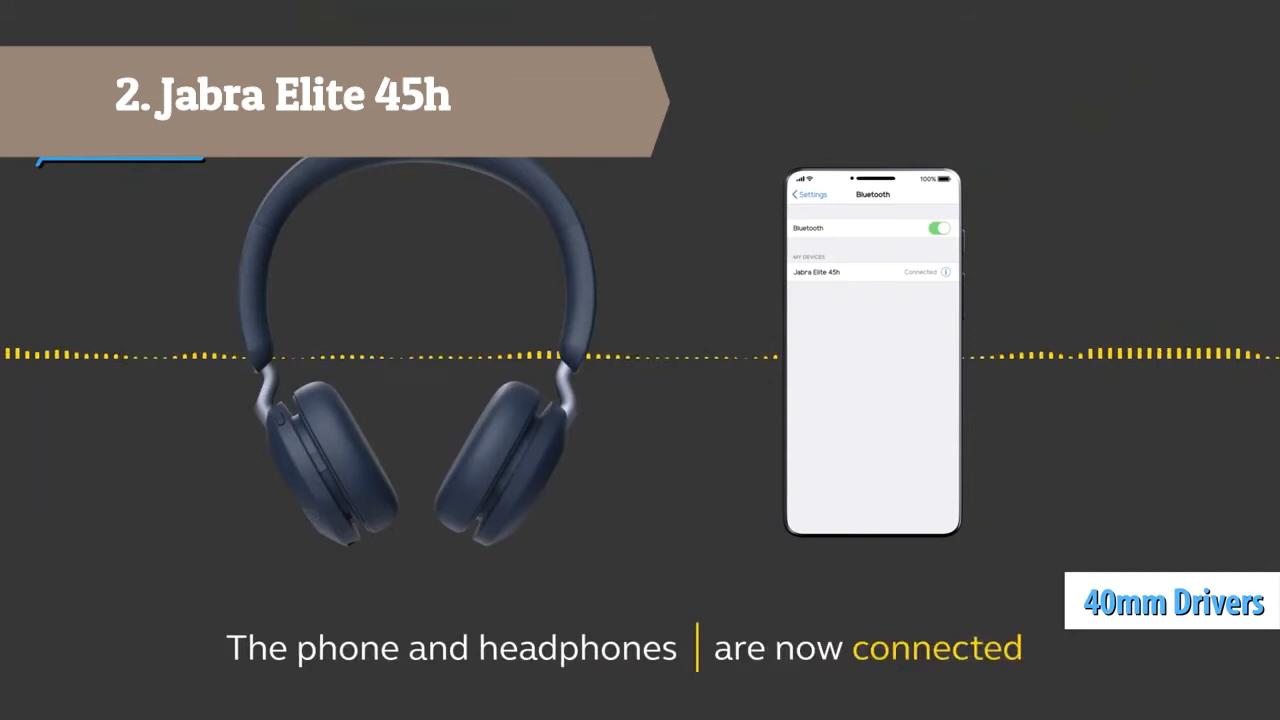 2. Jabra Elite 45h
100%
Settings
Bluetooth
Bluetooth
MY DEVICES
Jabra Elite 45h
Connected
40mm Drivers
The phone and headphones | are now connected